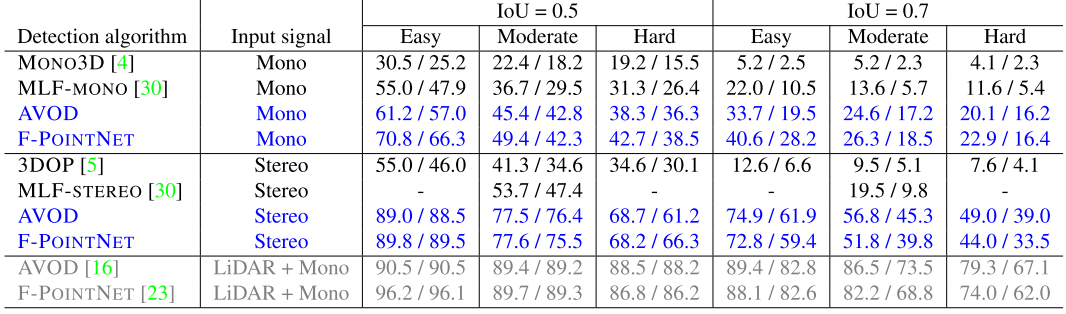 IoU = 0.5 IoU = 0.7
Detection algorithm Input signal Easy Moderate Hard Easy Moderate Hard
MONO3D [4] Mono 30.5 / 25.2 22.4 / 18.2 19.2 / 15.5 5.2 / 2.5 5.2 / 2.3 4.1 / 2.3
MLF-MONO [30] Mono 55.0 / 47.9 36.7 / 29.5 31.3 / 26.4 22.0 / 10.5 13.6 / 5.7 11.6 / 5.4
AVOD Mono 61.2 / 57.0 45.4 / 42.8 38.3 / 36.3 33.7 / 19.5 24.6 / 17.2 20.1 / 16.2
F-POINTNET Mono 70.8 / 66.3 49.4 / 42.3 42.7 / 38.5 40.6 / 28.2 26.3 / 18.5 22.9 / 16.4
3DOP [5] Stereo 55.0 / 46.0 41.3 / 34.6 34.6 / 30.1 12.6 / 6.6 9.5 / 5.1 7.6 / 4.1
MLF-STEREO [30] Stereo - 53.7 / 47.4 - - 19.5 / 9.8 -
AVOD Stereo 89.0 / 88.5 77.5 / 76.4 68.7 / 61.2 74.9 / 61.9 56.8 / 45.3 49.0 / 39.0
F-POINTNET Stereo 89.8 / 89.5 77.6 / 75.5 68.2 / 66.3 72.8 / 59.4 51.8 / 39.8 44.0 / 33.5
AVOD [16] LiDAR + Mono 90.5 / 90.5 89.4 / 89.2 88.5 / 88.2 89.4 / 82.8 86.5 / 73.5 79.3 / 67.1
F-POINTNET [23] LiDAR + Mono 96.2 / 96.1 89.7 / 89.3 86.8 / 86.2 88.1 / 82.6 82.2 / 68.8 74.0 / 62.0